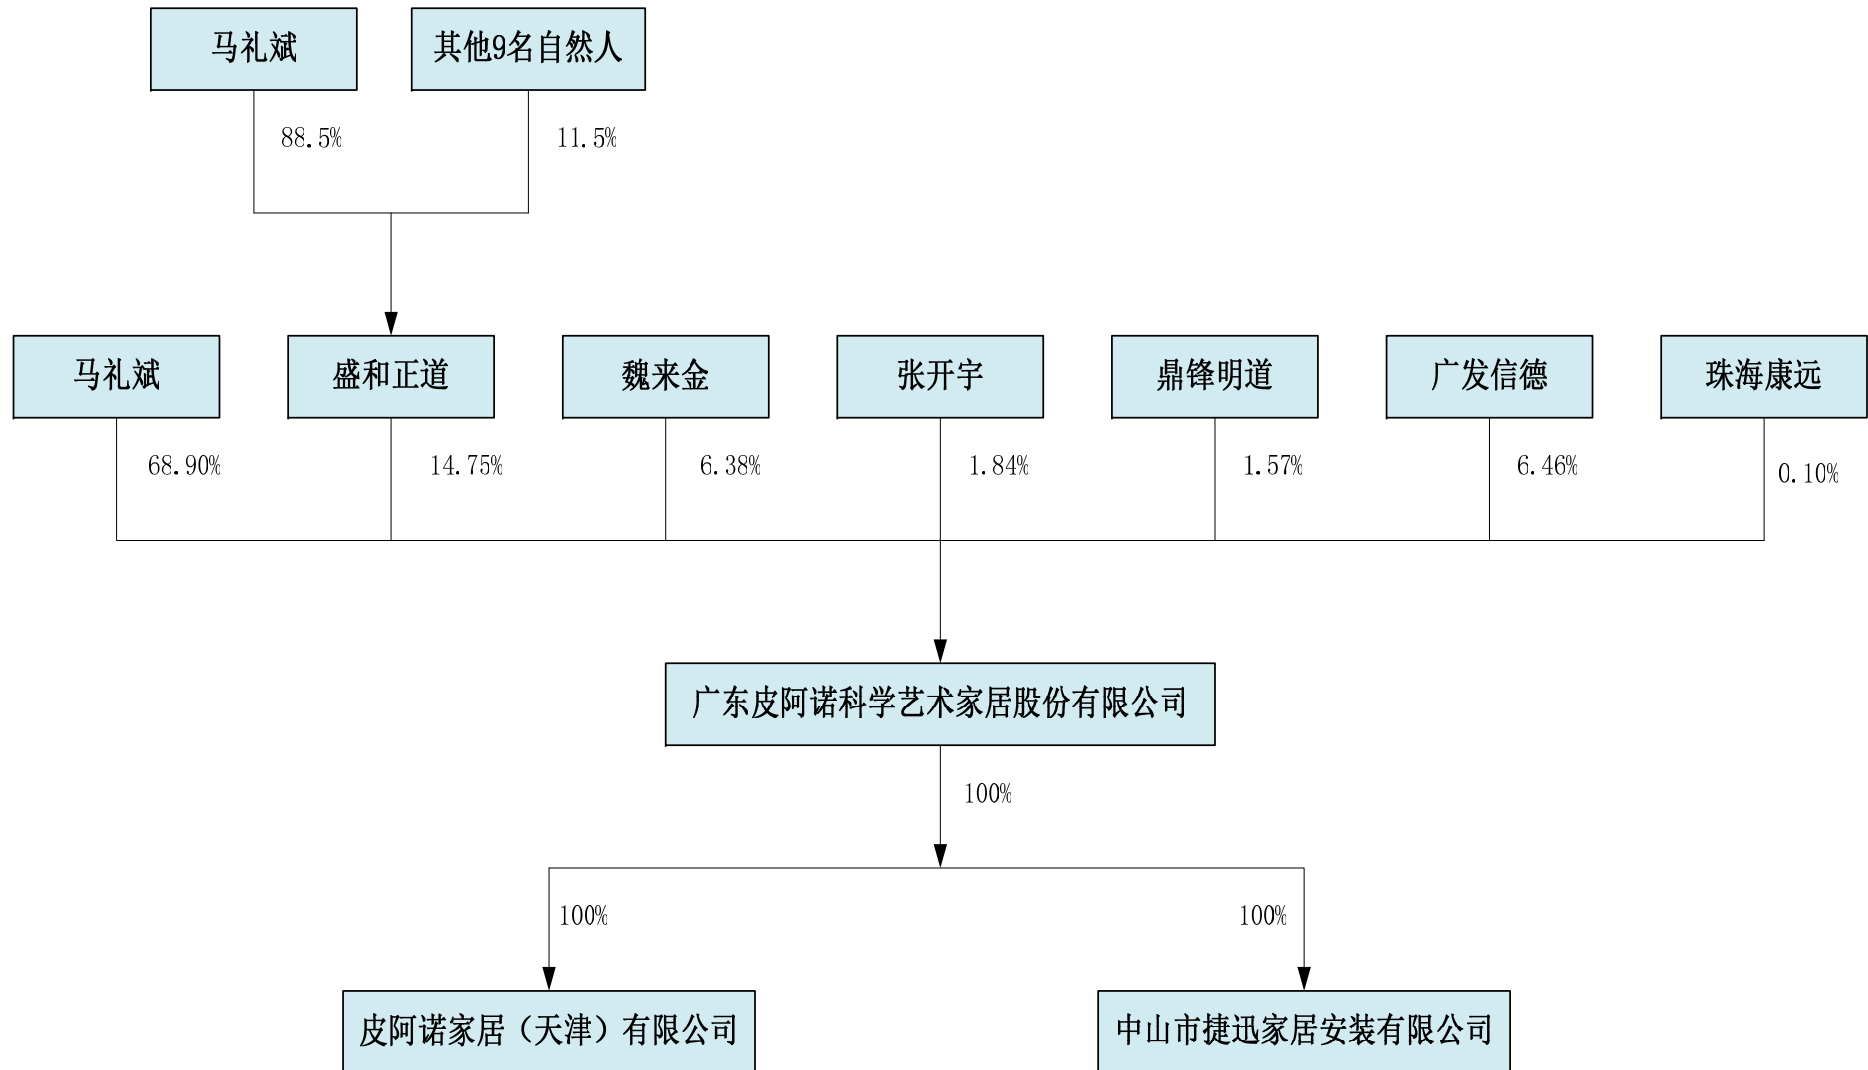 马礼斌
其他9名自然人
88.5%
11.5%
马礼斌
盛和正道
魏来金
张开宇
鼎锋明道
广发信德
珠海康远
68.90%
14.75%
6.38%
1.84%
1.57%
6.46%
0.10%
广东皮阿诺科学艺术家居股份有限公司
100%
100%
100%
皮阿诺家居（天津）有限公司
中山市捷迅家居安装有限公司